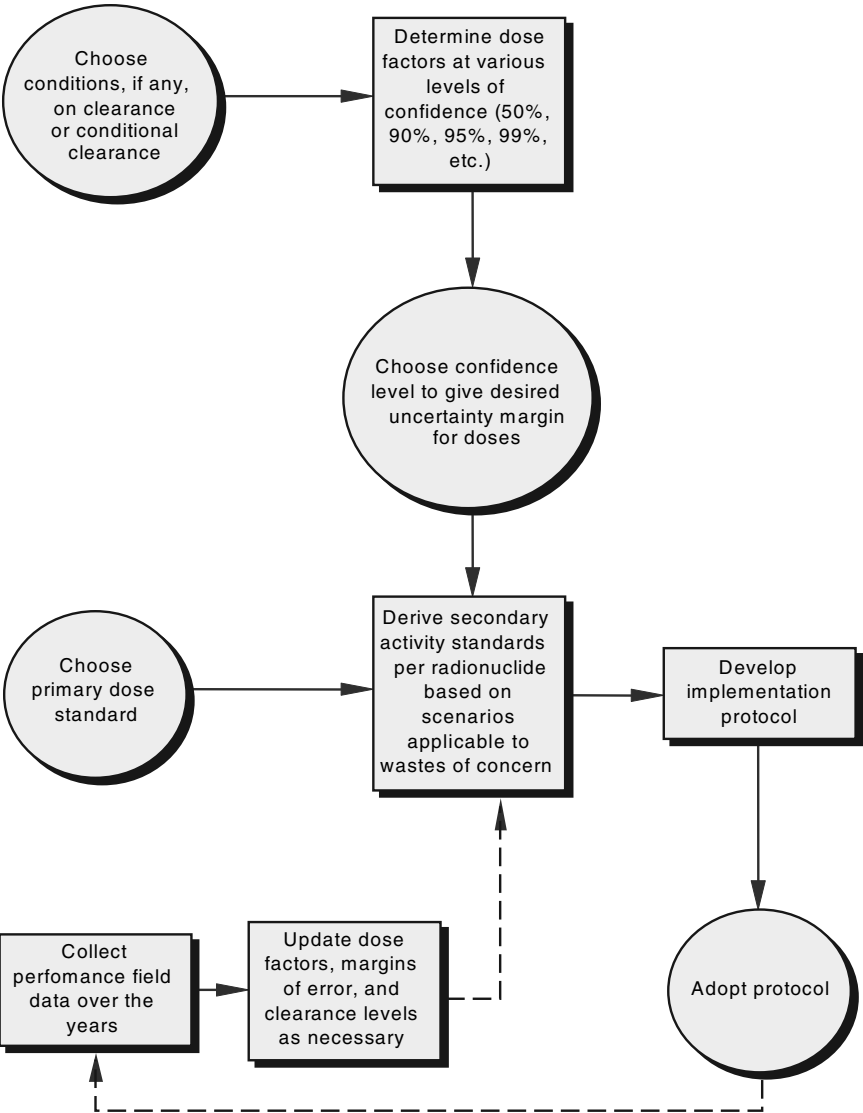 Choose
conditions, if any,
on clearance
or conditional
clearance
Determine dose
factors at various
levels of
confidence (50%,
90%, 95%, 99%,
etc.)
Choose confidence
level to give desired
uncertainty margin
for doses
Choose
primary dose
standard
Derive secondary
activity standards
per radionuclide
based on
scenarios
applicable to
wastes of concern
Develop
implementation
protocol
Collect
perfomance field
data over the
years
Update dose
factors, margins
of error, and
clearance levels
as necessary
Adopt protocol